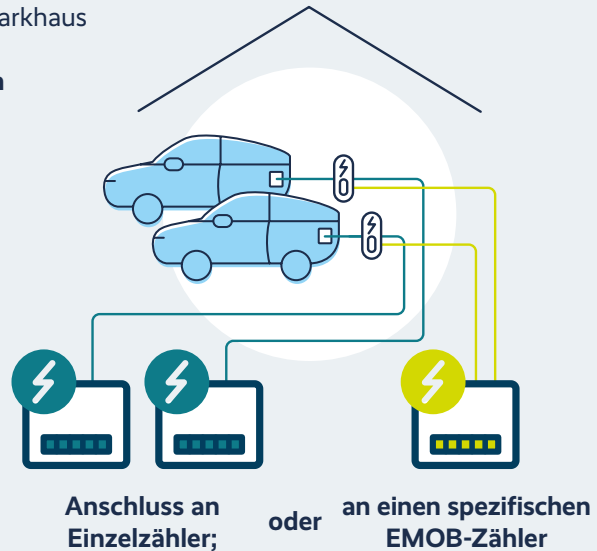 arkhaus
Anschluss an
Einzelzähler;
oder
an einen spezifischen
EMOB-Zähler